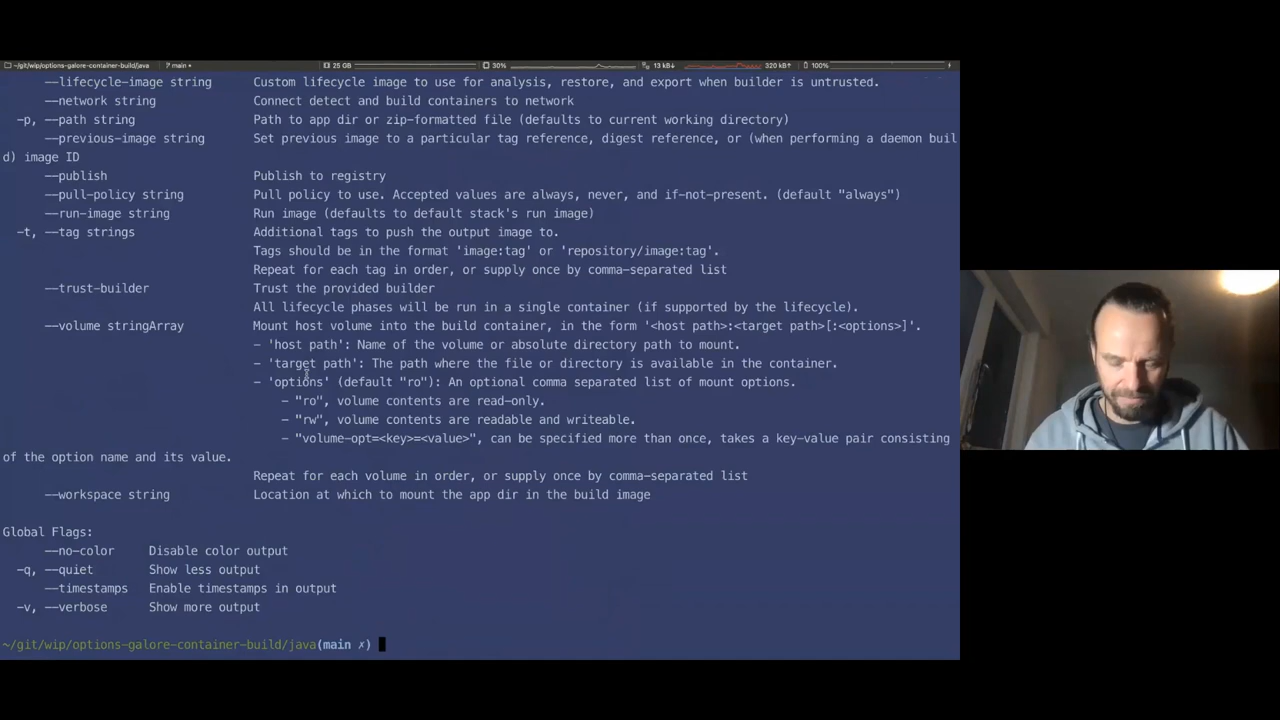 ~/git/wip/options-galore-container-build/java main • 25 GB 30% 13 kB↓ 320 kB↑ 100%
--lifecycle-image string Custom lifecycle image to use for analysis, restore, and export when builder is untrusted.
--network string Connect detect and build containers to network
-p, --path string Path to app dir or zip-formatted file (defaults to current working directory)
--previous-image string Set previous image to a particular tag reference, digest reference, or (when performing a daemon buil
d) image ID
--publish Publish to registry
--pull-policy string Pull policy to use. Accepted values are always, never, and if-not-present. (default "always")
--run-image string Run image (defaults to default stack's run image)
-t, --tag strings Additional tags to push the output image to.
Tags should be in the format 'image:tag' or 'repository/image:tag'.
Repeat for each tag in order, or supply once by comma-separated list
--trust-builder Trust the provided builder
All lifecycle phases will be run in a single container (if supported by the lifecycle).
--volume stringArray Mount host volume into the build container, in the form '<host path>:<target path>[:<options>]'.
- 'host path': Name of the volume or absolute directory path to mount.
- 'target path': The path where the file or directory is available in the container.
- 'options' (default "ro"): An optional comma separated list of mount options.
- "ro", volume contents are read-only.
- "rw", volume contents are readable and writeable.
- "volume-opt=<key>=<value>", can be specified more than once, takes a key-value pair consisting
of the option name and its value.
Repeat for each volume in order, or supply once by comma-separated list
--workspace string Location at which to mount the app dir in the build image
Global Flags:
--no-color Disable color output
-q, --quiet Show less output
--timestamps Enable timestamps in output
-v, --verbose Show more output
~/git/wip/options-galore-container-build/java(main ✗)